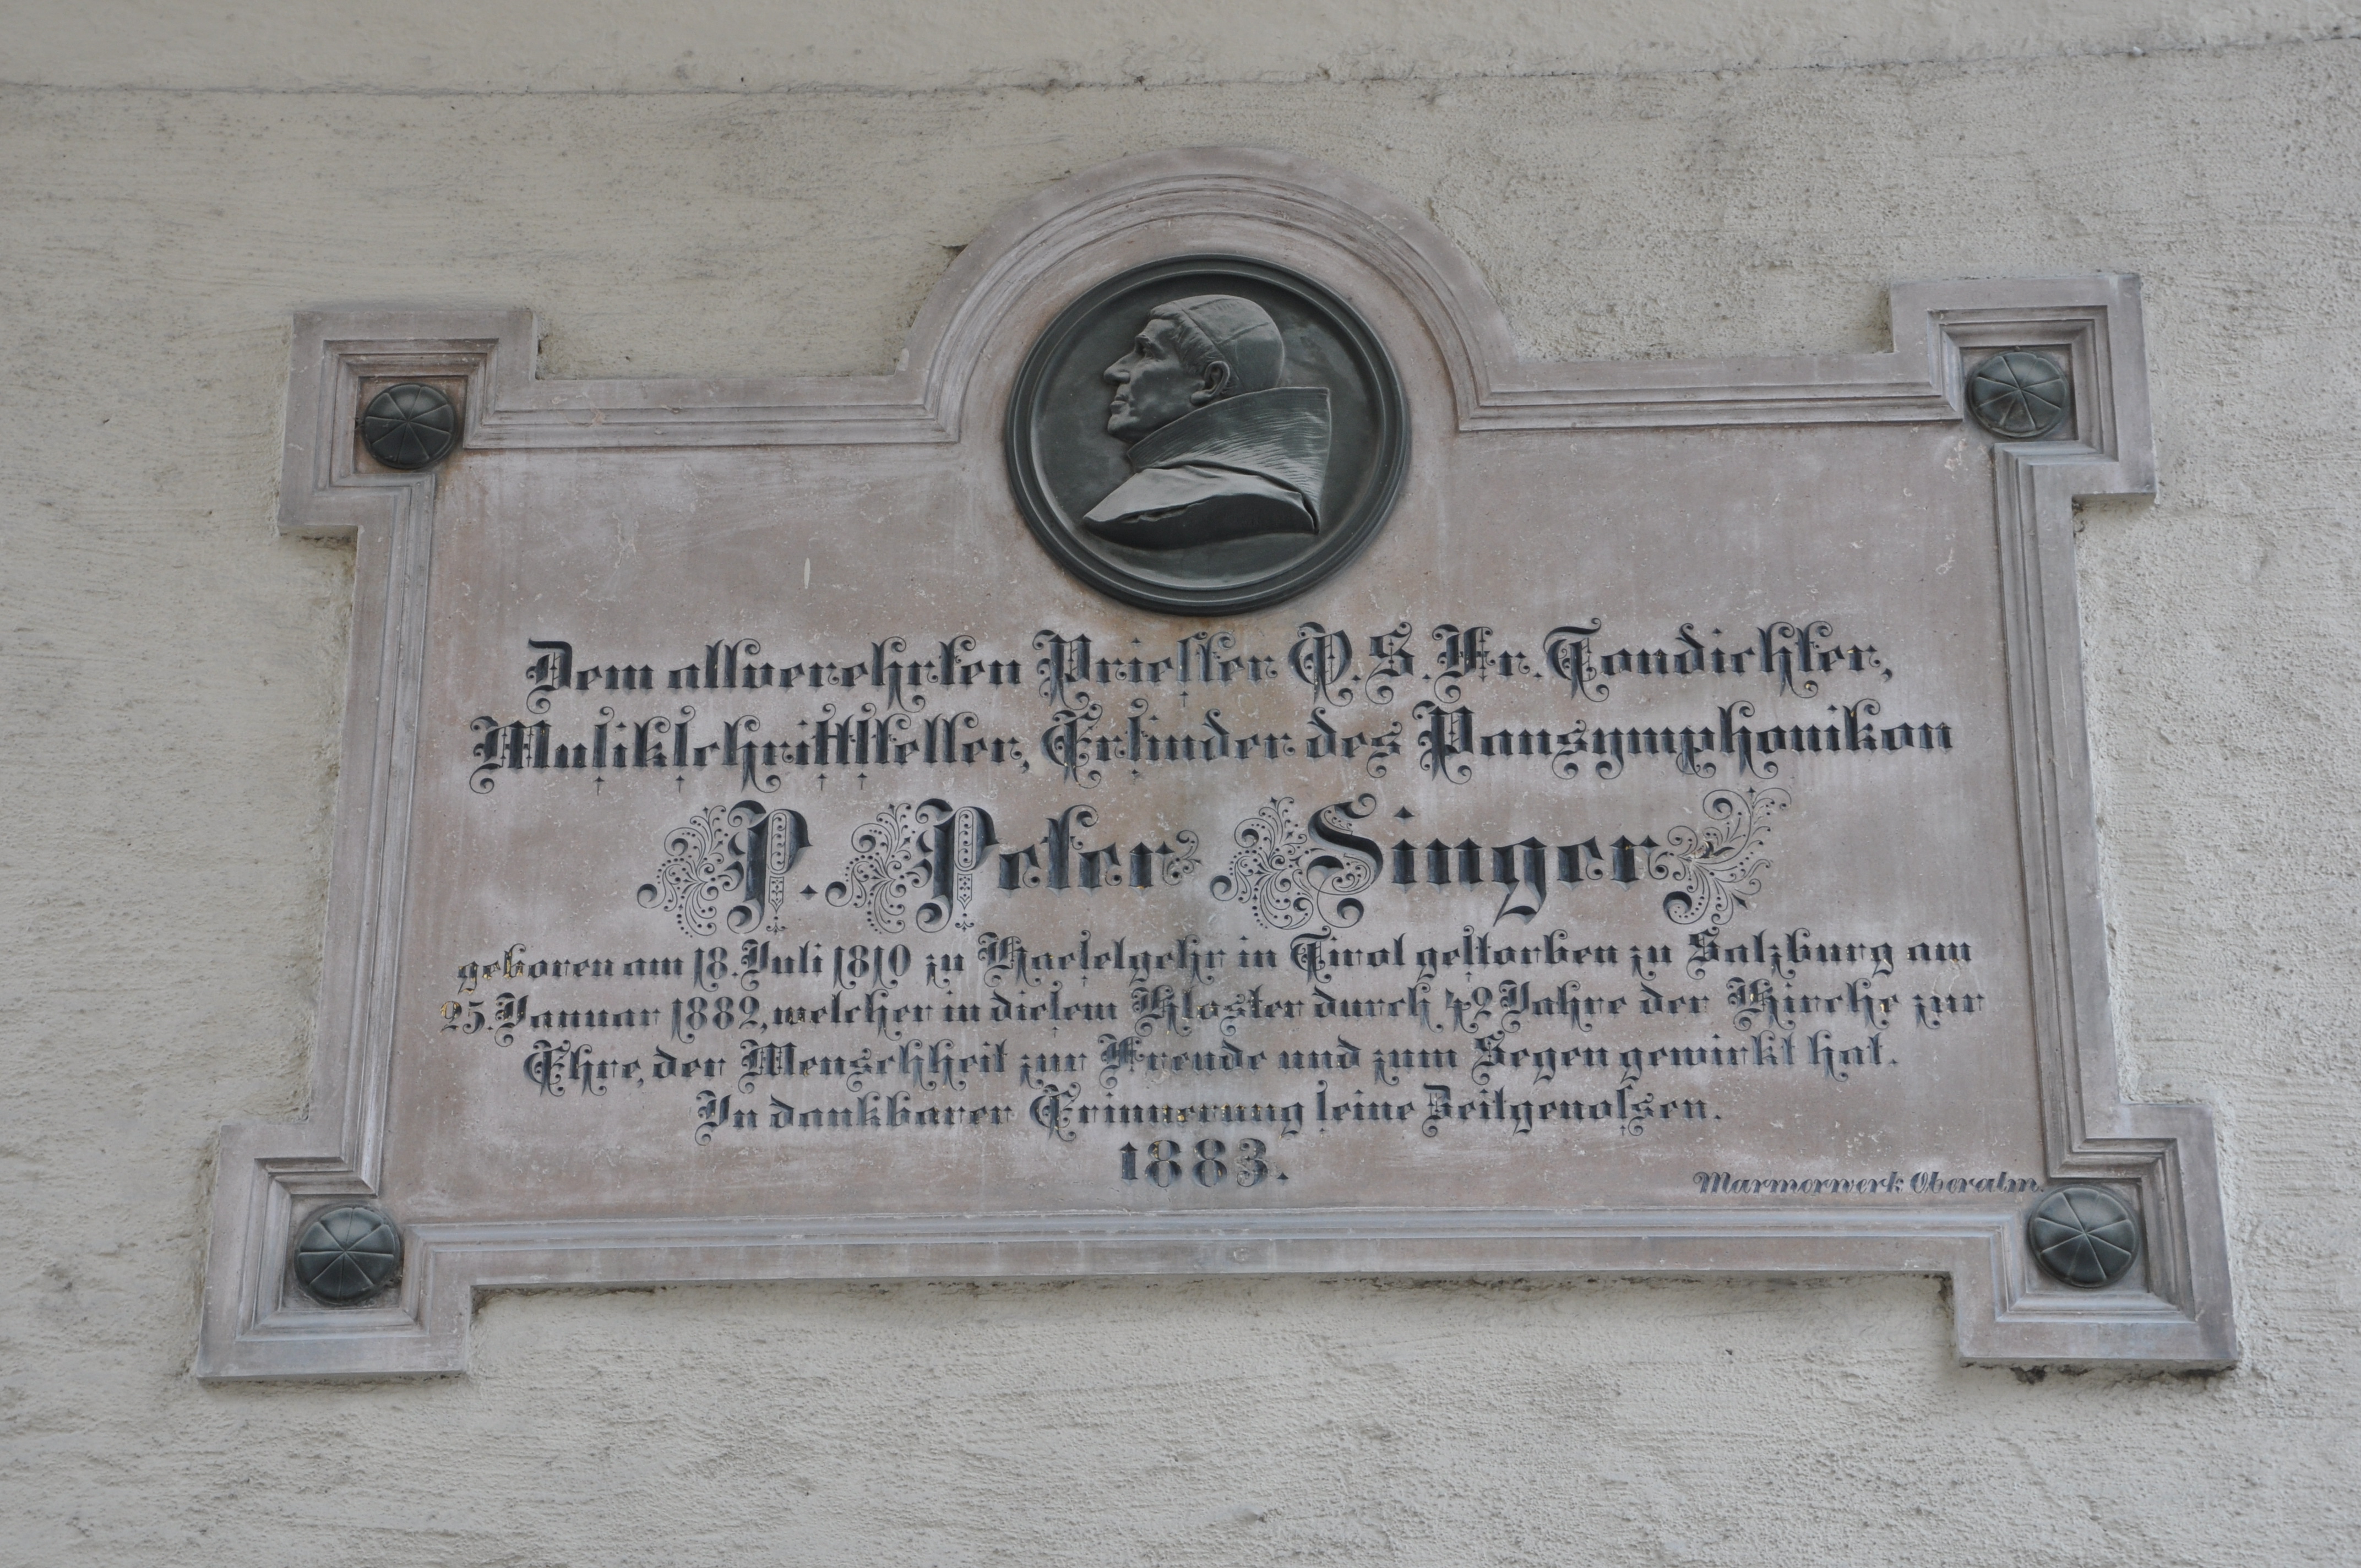 Dem allverehrten Priester O.S.Fr. Tondichter,
Musikschriftsteller, Erfinder des Pansymphonikon
P. Peter Singer
geboren am 18. Juli 1810 zu Haeselgehr in Tirol gestorben zu Salzburg am
25. Januar 1882, welcher in diesem Kloster durch 42 Jahre der Kirche zur
Ehre, der Menschheit zur Freude und zum Segen gewirkt hat.
In dankbarer Erinnerung seine Zeitgenossen.
1883.
Marmorwerk Oberalm.